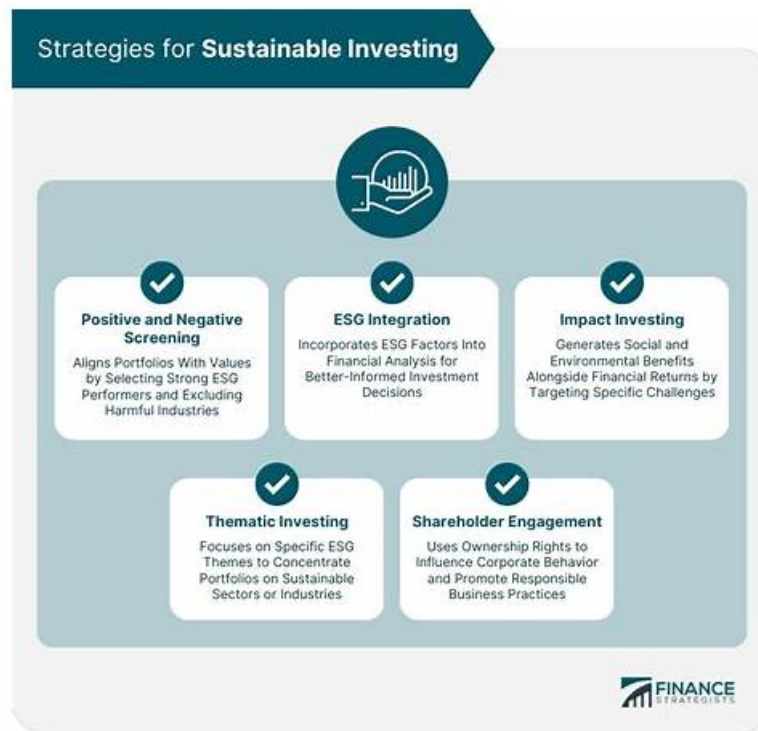 Strategies for Sustainable Investing
Positive and Negative
Screening
Aligns Portfolios With Values
by Selecting Strong ESG
Performers and Excluding
Harmful Industries
ESG Integration
Incorporates ESG Factors Into
Financial Analysis for
Better-Informed Investment
Decisions
Impact Investing
Generates Social and
Environmental Benefits
Alongside Financial Returns by
Targeting Specific Challenges
Thematic Investing
Focuses on Specific ESG
Themes to Concentrate
Portfolios on Sustainable
Sectors or Industries
Shareholder Engagement
Uses Ownership Rights to
Influence Corporate Behavior
and Promote Responsible
Business Practices
FINANCE
STRATEGISTS